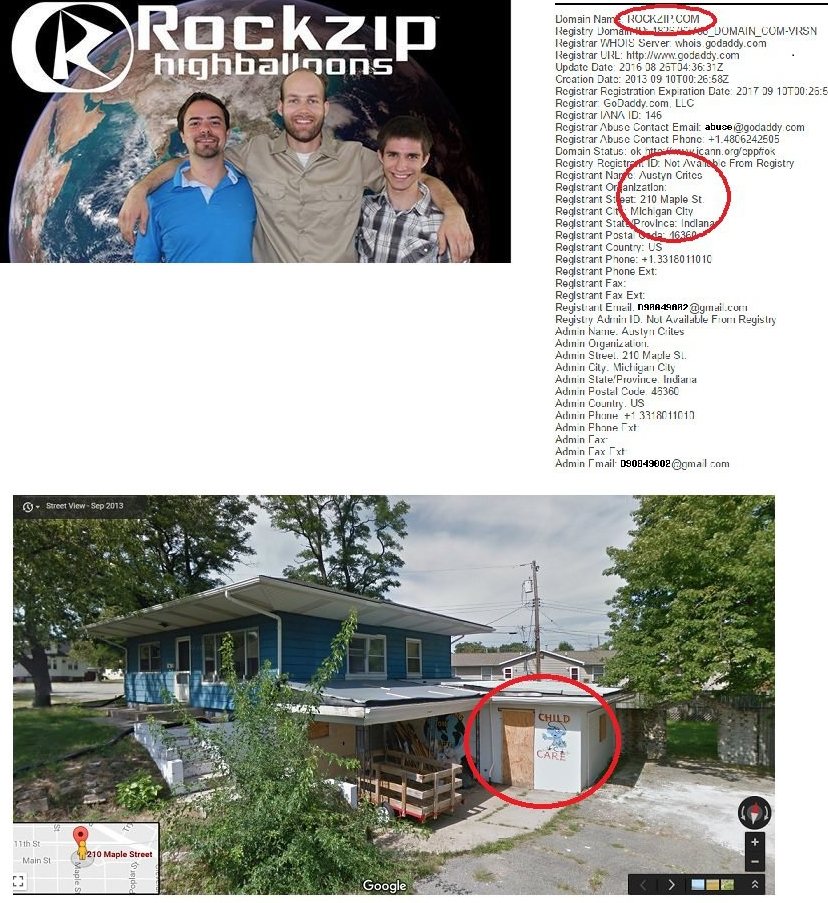 Rockzip
highballoons
Domain Name: ROCKZIP.COM
Registry Domain ID: DOMAIN_COM-VRSN
Registrar WHOIS Server: whois.godaddy.com
Registrar URL: http://www.godaddy.com
Update Date: 2016-08-26T04:36:31Z
Creation Date: 2013-09-10T00:26:58Z
Registrar Registration Expiration Date: 2017-09-10T00:26:5
Registrar: GoDaddy.com, LLC
Registrar IANA ID: 146
Registrar Abuse Contact Email: abuse@godaddy.com
Registrar Abuse Contact Phone: +1.4806242505
Domain Status: ok http://www.icann.org/epp#ok
Registry Registrant ID: Not Available From Registry
Registrant Name: Austyn Crites
Registrant Organization:
Registrant Street: 210 Maple St.
Registrant City: Michigan City
Registrant State/Province: Indiana
Registrant Postal Code: 46360
Registrant Country: US
Registrant Phone: +1.3318011010
Registrant Phone Ext:
Registrant Fax:
Registrant Fax Ext:
Registrant Email: @gmail.com
Registry Admin ID: Not Available From Registry
Admin Name: Austyn Crites
Admin Organization:
Admin Street: 210 Maple St.
Admin City: Michigan City
Admin State/Province: Indiana
Admin Postal Code: 46360
Admin Country: US
Admin Phone: +1.3318011010
Admin Phone Ext:
Admin Fax:
Admin Fax Ext:
Admin Email: @gmail.com
Street View - Sep 2013
CHILD
CARE
11th St
Main St
210 Maple Street
Maple St
Poplar St
Google